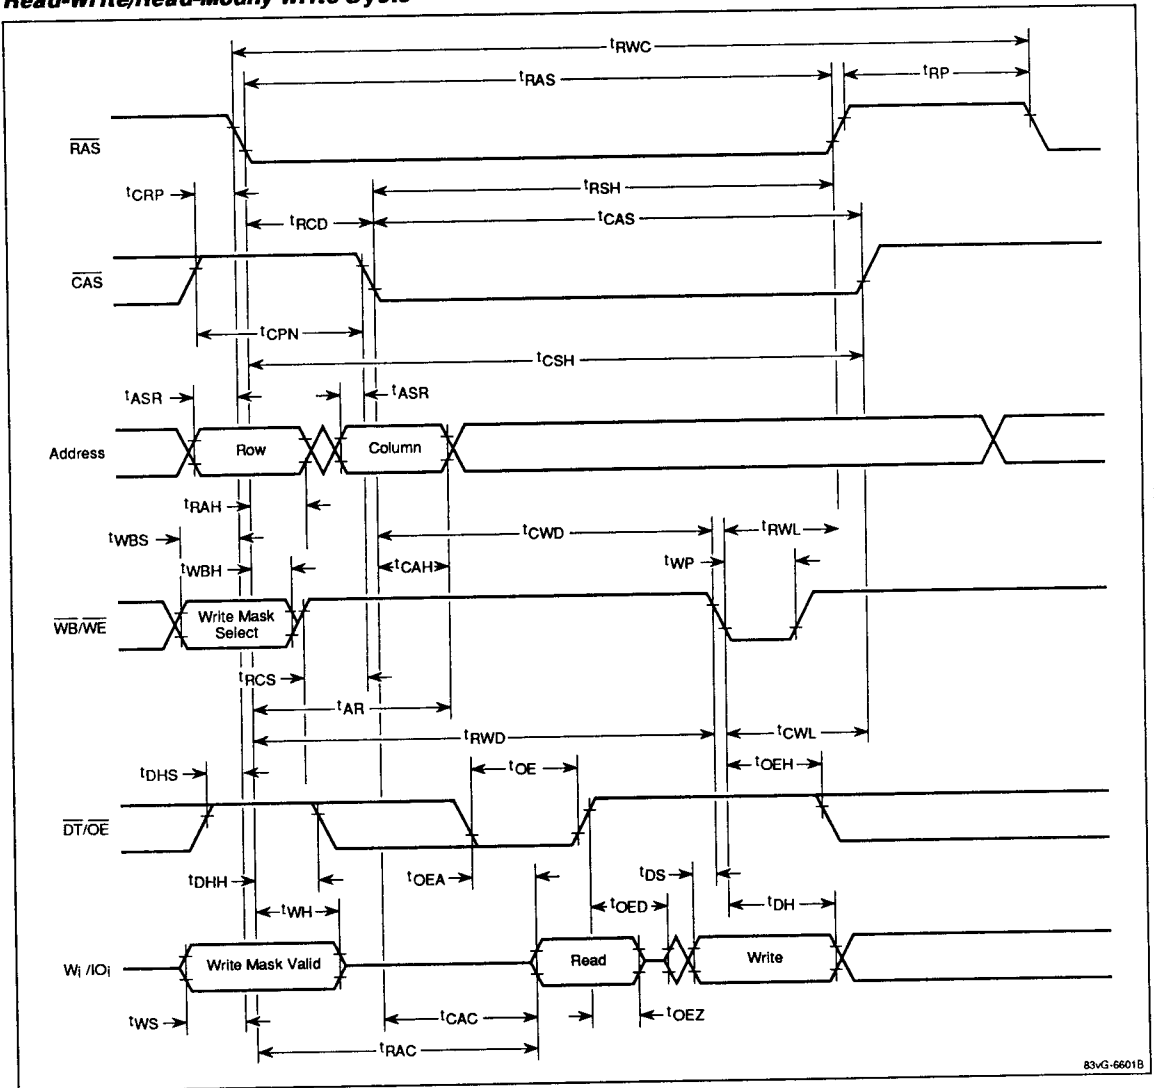 Read-Write/Read-Modify Write Cycle
tRWC
tRAS
tRP
RAS
tCRP
tRSH
tRCD
tCAS
CAS
tCPN
tCSH
tASR
tASR
Address
Row
Column
tRAH
tWBS
tCWD
tRWL
tWBH
tCAH
tWP
WB/WE
Write Mask
Select
tRCS
tAR
tRWD
tCWL
tDHS
tOE
tOEH
DT/OE
tDHH
tOEA
tDS
tWH
tOED
tDH
Wi /IOi
Write Mask Valid
Read
Write
tWS
tCAC
tOEZ
tRAC
83vG-6601B